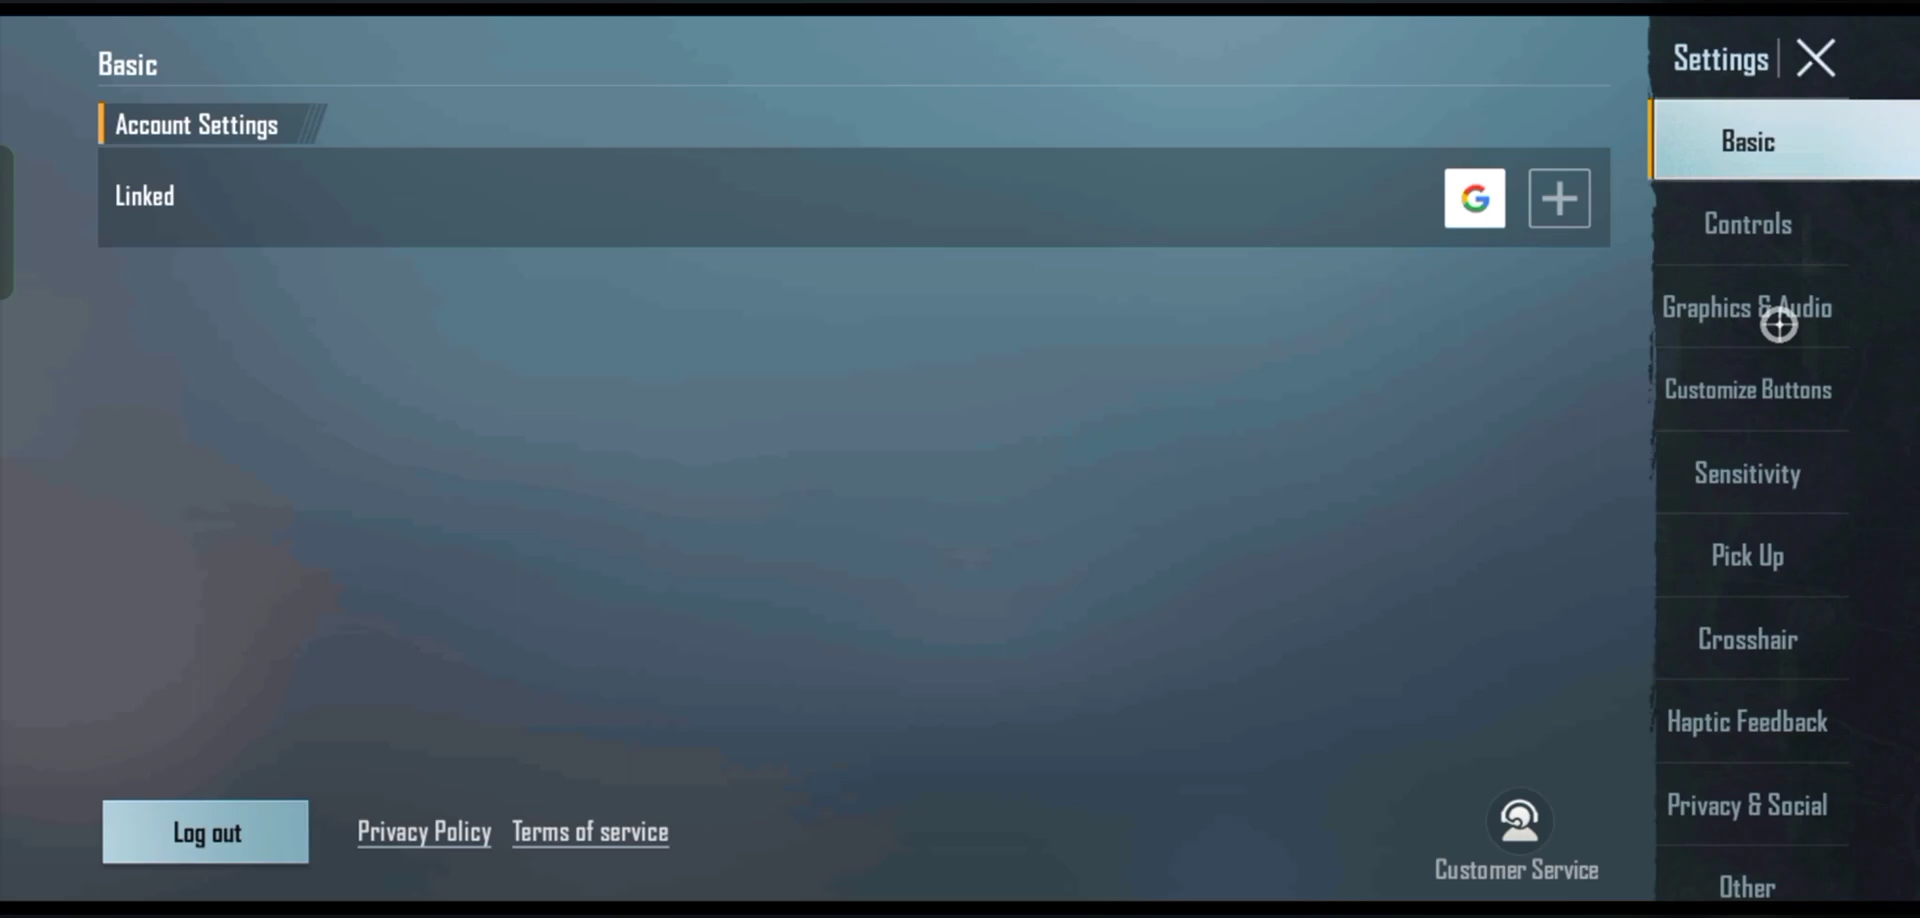 Basic
Account Settings
Linked
Log out
Privacy Policy
Terms of service
Customer Service
Settings
Basic
Controls
Graphics & Audio
Customize Buttons
Sensitivity
Pick Up
Crosshair
Haptic Feedback
Privacy & Social
Other